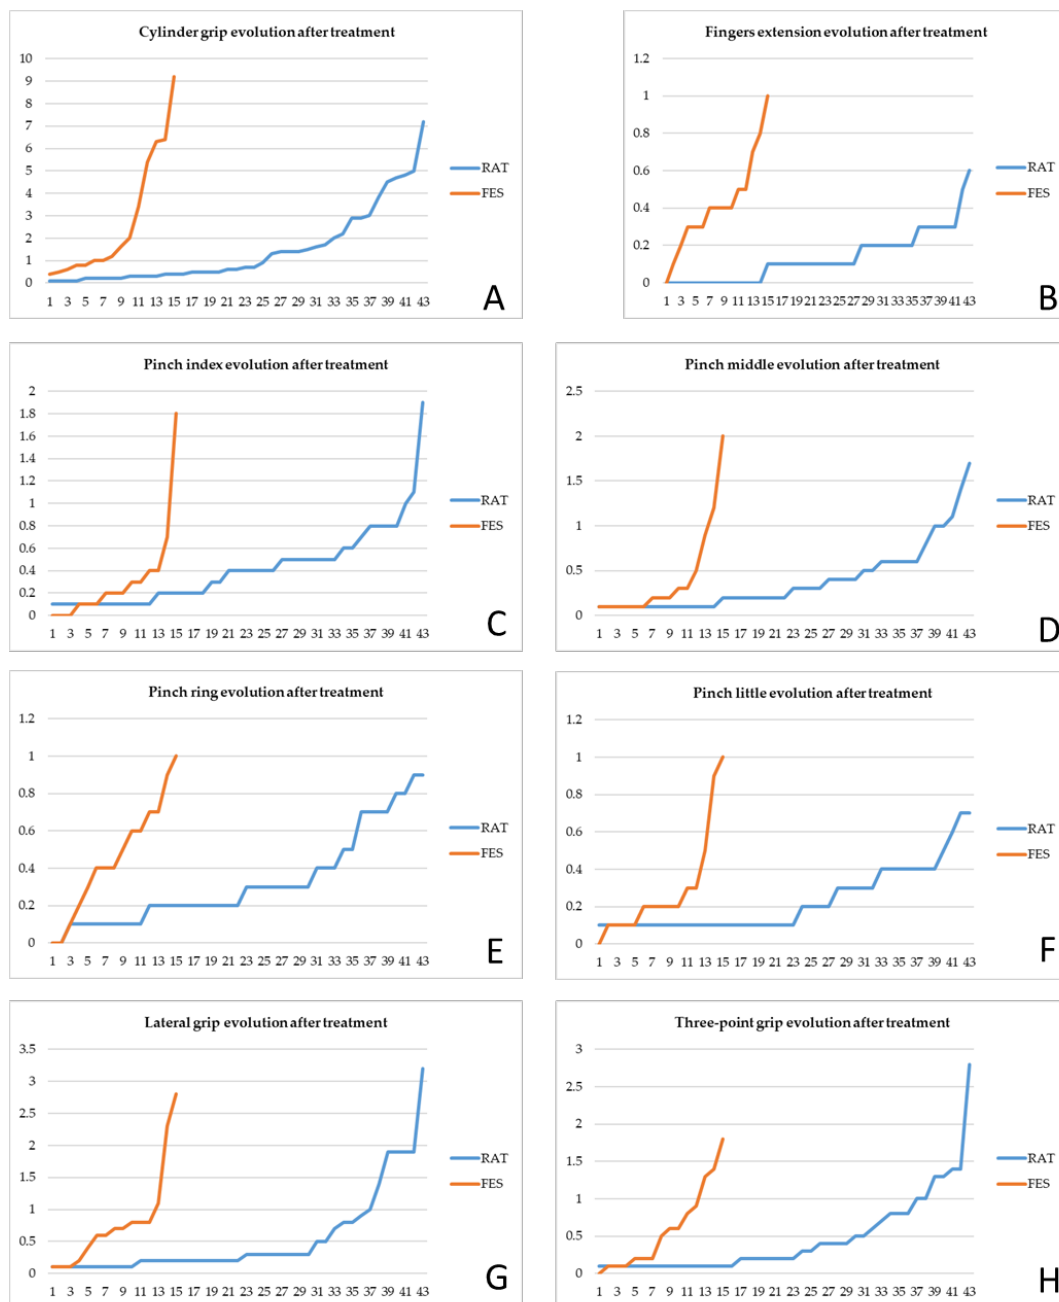 Cylinder grip evolution after treatment
10
9
8
7
6
5
4
3
2
1
0
1 3 5 7 9 11 13 15 17 19 21 23 25 27 29 31 33 35 37 39 41 43
RAT
FES
A
Fingers extension evolution after treatment
1.2
1
0.8
0.6
0.4
0.2
0
1 3 5 7 9 11 13 15 17 19 21 23 25 27 29 31 33 35 37 39 41 43
RAT
FES
B
Pinch index evolution after treatment
2
1.8
1.6
1.4
1.2
1
0.8
0.6
0.4
0.2
0
1 3 5 7 9 11 13 15 17 19 21 23 25 27 29 31 33 35 37 39 41 43
RAT
FES
C
Pinch middle evolution after treatment
2.5
2
1.5
1
0.5
0
1 3 5 7 9 11 13 15 17 19 21 23 25 27 29 31 33 35 37 39 41 43
RAT
FES
D
Pinch ring evolution after treatment
1.2
1
0.8
0.6
0.4
0.2
0
1 3 5 7 9 11 13 15 17 19 21 23 25 27 29 31 33 35 37 39 41 43
RAT
FES
E
Pinch little evolution after treatment
1.2
1
0.8
0.6
0.4
0.2
0
1 3 5 7 9 11 13 15 17 19 21 23 25 27 29 31 33 35 37 39 41 43
RAT
FES
F
Lateral grip evolution after treatment
3.5
3
2.5
2
1.5
1
0.5
0
1 3 5 7 9 11 13 15 17 19 21 23 25 27 29 31 33 35 37 39 41 43
RAT
FES
G
Three-point grip evolution after treatment
3
2.5
2
1.5
1
0.5
0
1 3 5 7 9 11 13 15 17 19 21 23 25 27 29 31 33 35 37 39 41 43
RAT
FES
H